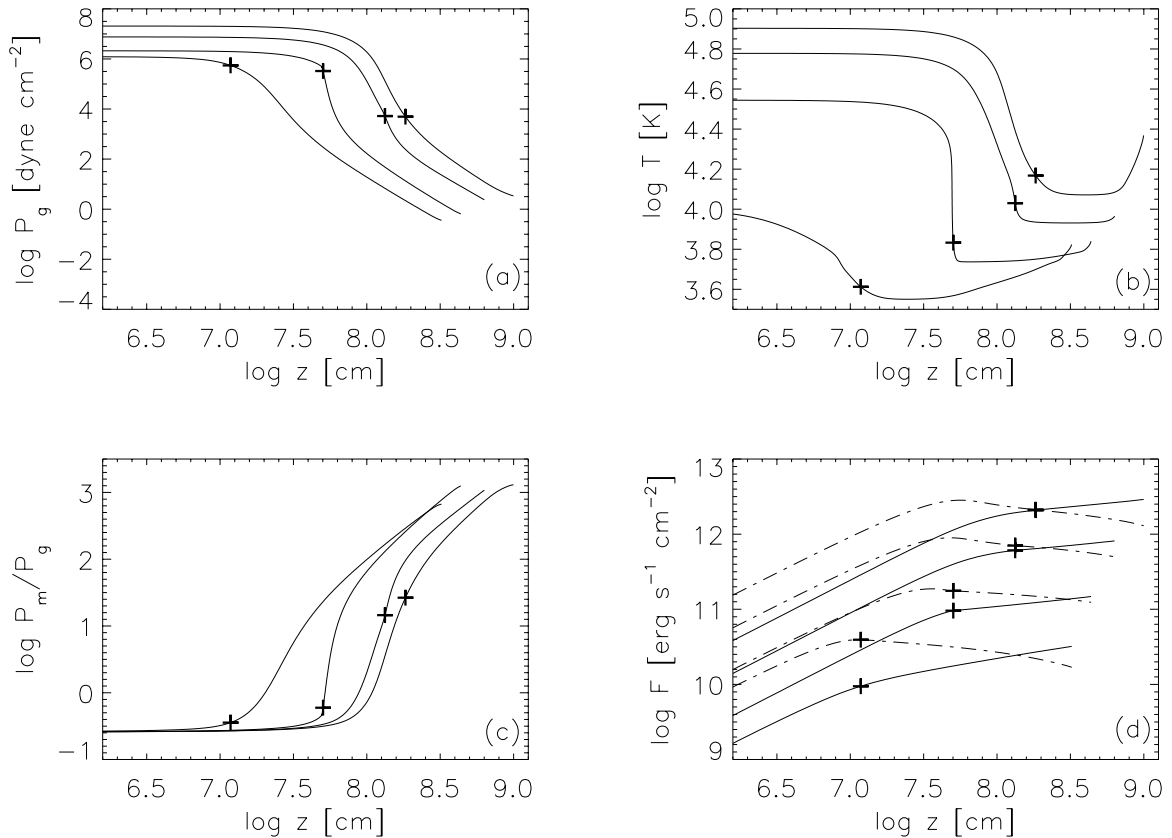 8
6
4
2
0
−2
−4
log P_g [dyne cm⁻²]
(a)
6.5 7.0 7.5 8.0 8.5 9.0
log z [cm]
5.0
4.8
4.6
4.4
4.2
4.0
3.8
3.6
log T [K]
(b)
6.5 7.0 7.5 8.0 8.5 9.0
log z [cm]
3
2
1
0
−1
log P_m/P_g
(c)
6.5 7.0 7.5 8.0 8.5 9.0
log z [cm]
13
12
11
10
9
log F [erg s⁻¹ cm⁻²]
(d)
6.5 7.0 7.5 8.0 8.5 9.0
log z [cm]